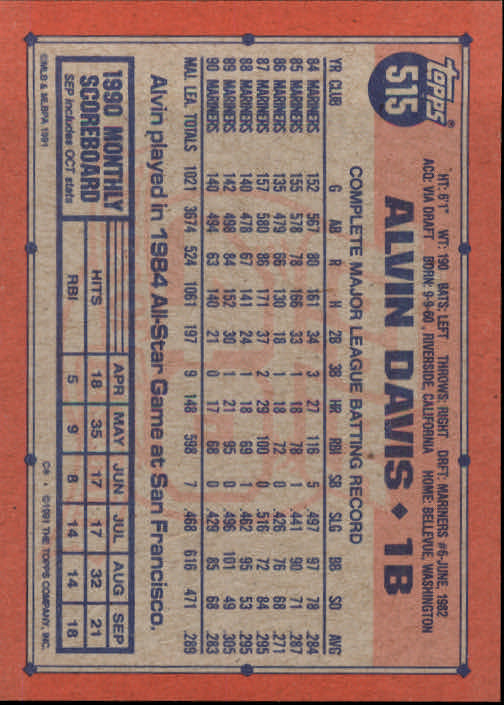 Topps®
515
ALVIN DAVIS ♦ 1B
HT: 6'1" WT: 190 BATS: LEFT THROWS: RIGHT DRFT: MARINERS #6-JUNE, 1982
ACQ: VIA DRAFT BORN: 9-9-60, RIVERSIDE, CALIFORNIA HOME: BELLEVUE, WASHINGTON
COMPLETE MAJOR LEAGUE BATTING RECORD
YR CLUB G AB R H 2B 3B HR RBI SB SLG BB SO AVG
84 MARINERS 152 567 80 161 34 3 27 116 5 .497 97 78 .284
85 MARINERS 155 578 78 166 33 1 18 78 1 .441 90 71 .287
86 MARINERS 135 479 66 130 18 1 18 72 0 .426 76 68 .271
87 MARINERS 157 580 86 171 37 2 29 100 0 .516 72 84 .295
88 MARINERS 140 478 67 141 24 1 18 69 1 .462 95 53 .295
89 MARINERS 142 498 84 152 30 1 21 95 0 .496 101 49 .305
90 MARINERS 140 494 63 140 21 0 17 68 0 .429 85 68 .283
MAJ. LEA. TOTALS 1021 3674 524 1061 197 9 148 598 7 .468 616 471 .289
Alvin played in 1984 All-Star Game at San Francisco.
1990 MONTHLY
SCOREBOARD
SEP includes OCT stats
APR MAY JUN JUL AUG SEP
HITS 18 35 17 17 32 21
RBI 5 9 8 14 14 18
©MLB & MLBPA 1991
C* • ©1991 THE TOPPS COMPANY, INC.